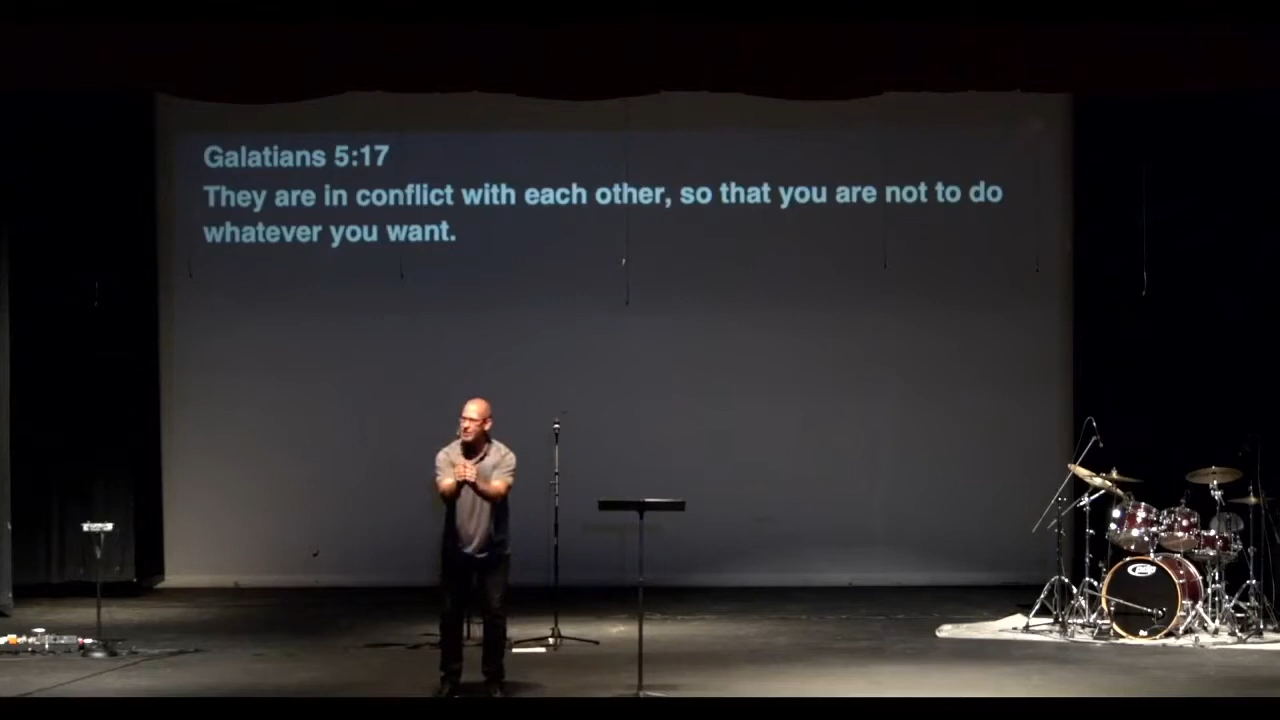 Galatians 5:17
They are in conflict with each other, so that you are not to do
whatever you want.
pdp